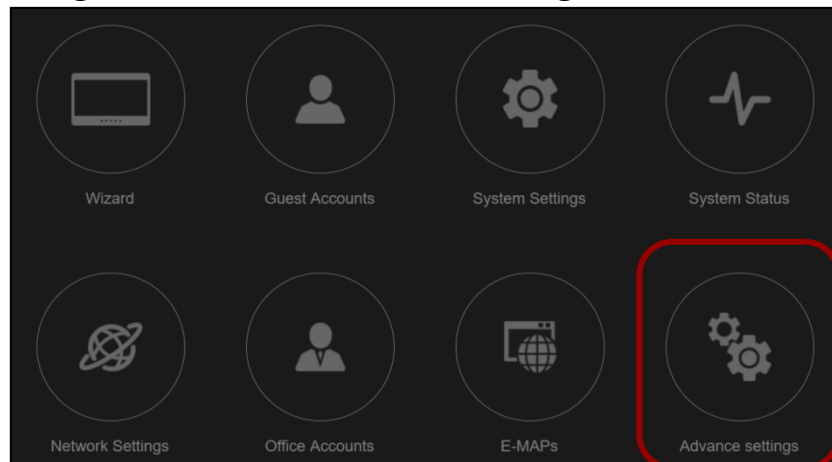 Wizard
Guest Accounts
System Settings
System Status
Network Settings
Office Accounts
E-MAPs
Advance settings